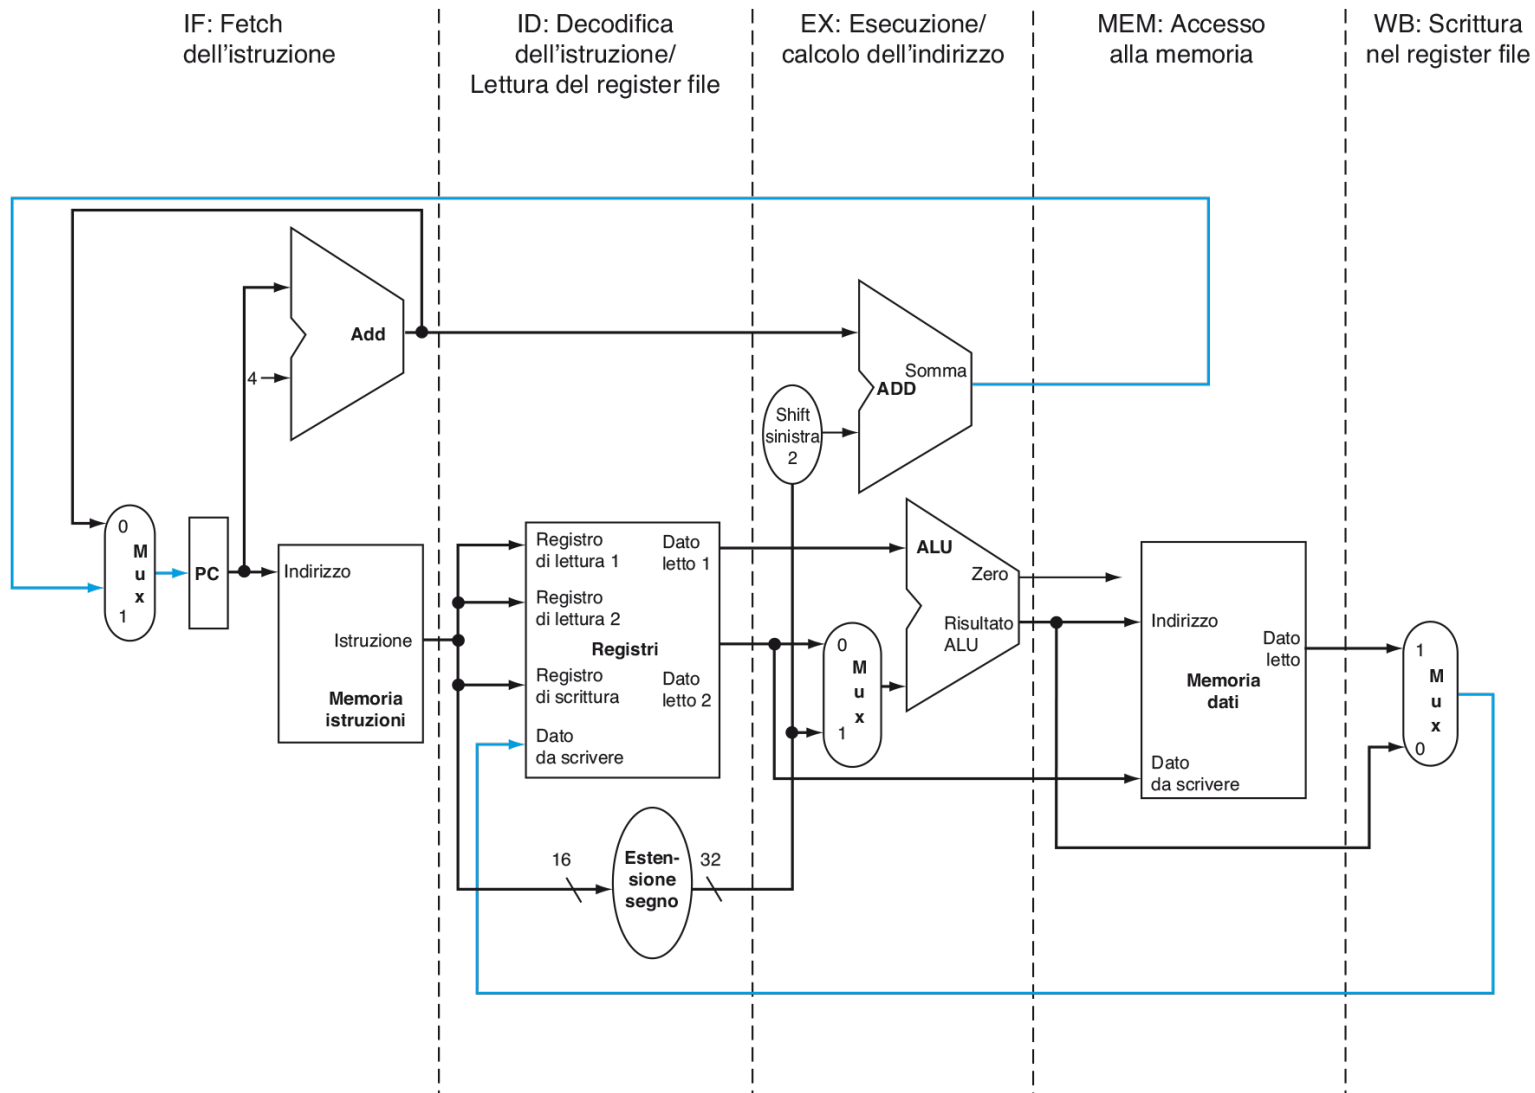 IF: Fetch
dell'istruzione
ID: Decodifica
dell'istruzione/
Lettura del register file
EX: Esecuzione/
calcolo dell'indirizzo
MEM: Accesso
alla memoria
WB: Scrittura
nel register file
Add
4
Somma
ADD
Shift
sinistra
2
0
M
u
x
1
PC
Indirizzo
Istruzione
Memoria
istruzioni
Registro
di lettura 1
Registro
di lettura 2
Registri
Registro
di scrittura
Dato
da scrivere
Dato
letto 1
Dato
letto 2
16
Esten-
sione
segno
32
0
M
u
x
1
ALU
Zero
Risultato
ALU
Indirizzo
Dato
letto
Memoria
dati
Dato
da scrivere
1
M
u
x
0